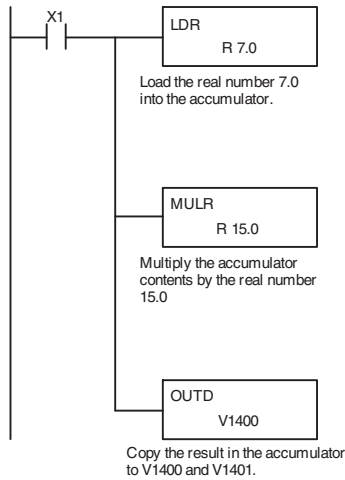 X1
LDR
R 7.0
Load the real number 7.0
into the accumulator.
MULR
R 15.0
Multiply the accumulator
contents by the real number
15.0
OUTD
V1400
Copy the result in the accumulator
to V1400 and V1401.